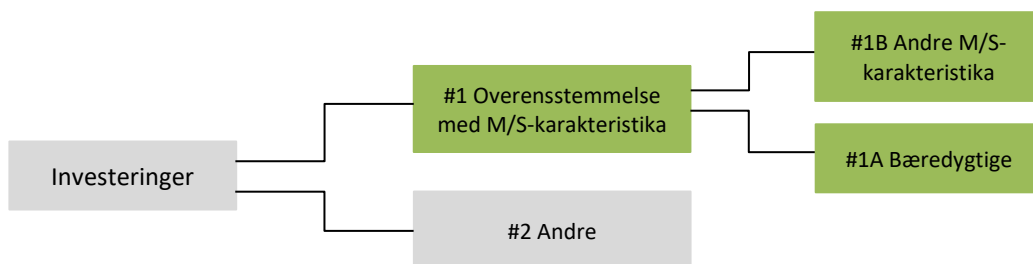 #1B Andre M/S-
karakteristika
#1 Overensstemmelse
med M/S-karakteristika
#1A Bæredygtige
Investeringer
#2 Andre